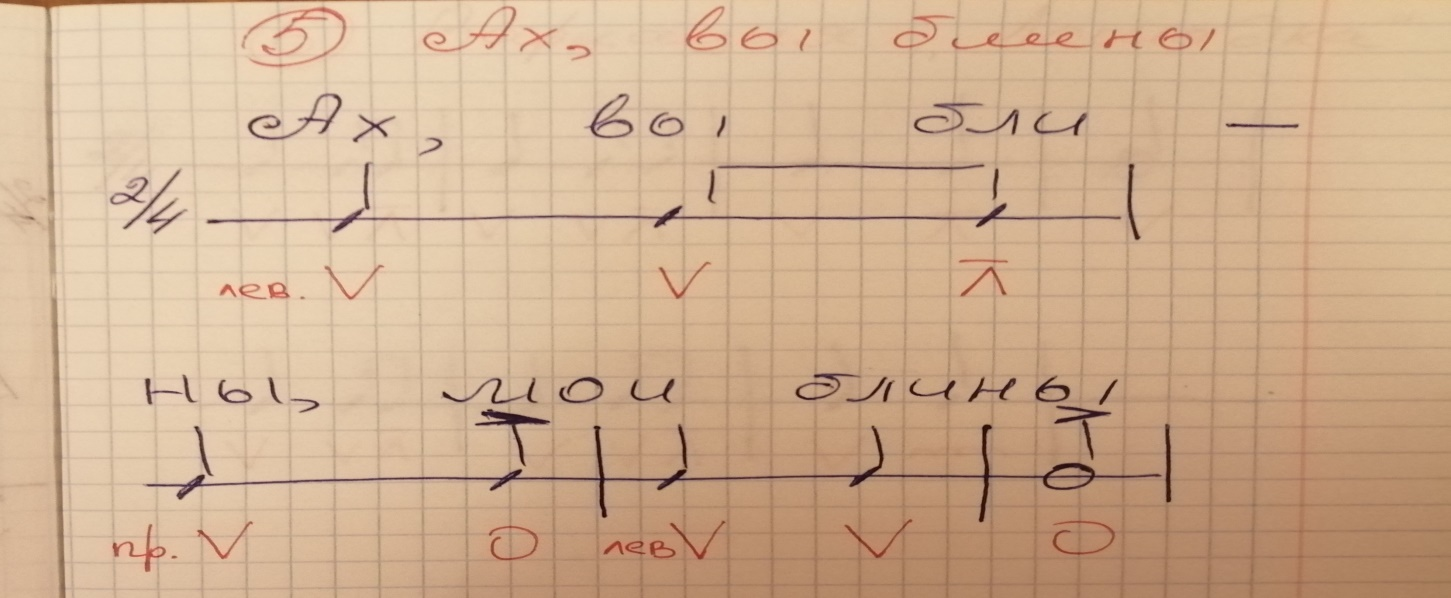 5 Ах, вы блины
Ах, вы бли —
2/4
лев. V V Λ
ны, мои блины
пр. V O лев V V O